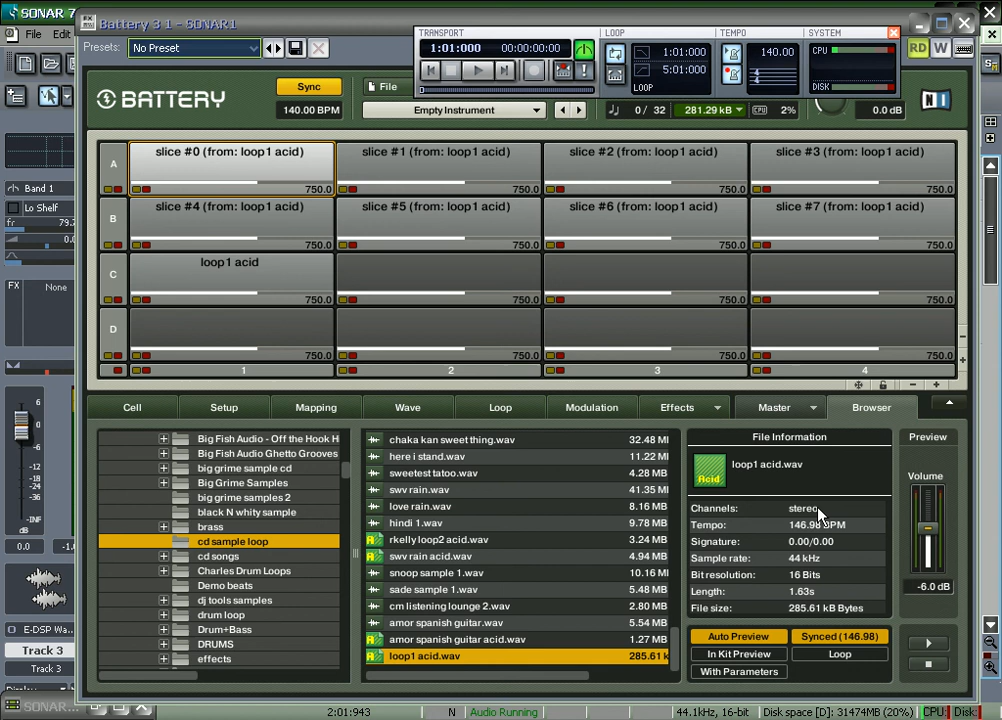 SONAR 7
Battery 3 1 - SONAR1
File
Edit
Presets:
No Preset
TRANSPORT
LOOP
TEMPO
SYSTEM
1:01:000
00:00:00:00
1:01:000
5:01:000
LOOP
140.00
CPU
DISK
RD
W
BATTERY
Sync
140.00 BPM
File
Empty Instrument
0 / 32
281.29 kB
CPU
2%
0.0 dB
NI
A
slice #0 (from: loop1 acid)
750.0
slice #1 (from: loop1 acid)
750.0
slice #2 (from: loop1 acid)
750.0
slice #3 (from: loop1 acid)
750.0
B
slice #4 (from: loop1 acid)
750.0
slice #5 (from: loop1 acid)
750.0
slice #6 (from: loop1 acid)
750.0
slice #7 (from: loop1 acid)
750.0
C
loop1 acid
750.0
750.0
750.0
750.0
D
750.0
750.0
750.0
750.0
1
2
3
4
Cell
Setup
Mapping
Wave
Loop
Modulation
Effects
Master
Browser
Band 1
Lo Shelf
fr
79.
0.0
FX
None
6
0
-6
-12
-18
-24
-36
-INF
dB
0.0
E-DSP Wa...
Track 3
Track 3
Big Fish Audio - Off the Hook H
Big Fish Audio Ghetto Grooves
big grime sample cd
Big Grime Samples
big grime samples 2
black N whity sample
brass
cd sample loop
cd songs
Charles Drum Loops
Demo beats
dj tools samples
drum loop
Drum+Bass
DRUMS
effects
chaka kan sweet thing.wav
32.48 M
here i stand.wav
11.22 M
sweetest tatoo.wav
4.28 MB
swv rain.wav
41.35 M
love rain.wav
8.16 MB
hindi 1.wav
9.78 MB
rkelly loop2 acid.wav
3.24 MB
swv rain acid.wav
4.94 MB
snoop sample 1.wav
10.16 M
sade sample 1.wav
5.48 MB
cm listening lounge 2.wav
2.80 MB
amor spanish guitar.wav
5.54 MB
amor spanish guitar acid.wav
1.27 MB
loop1 acid.wav
285.61 k
File Information
Acid
loop1 acid.wav
Channels:
stereo
Tempo:
146.98 BPM
Signature:
0.00/0.00
Sample rate:
44 kHz
Bit resolution:
16 Bits
Length:
1.63s
File size:
285.61 kB Bytes
Auto Preview
Synced (146.98)
In Kit Preview
Loop
With Parameters
Preview
Volume
-6.0 dB
SONAR...
2:01:943
N
Audio Running
44.1kHz, 16-bit
Disk space [D]: 31474MB (20%)
CPU:
Disk: